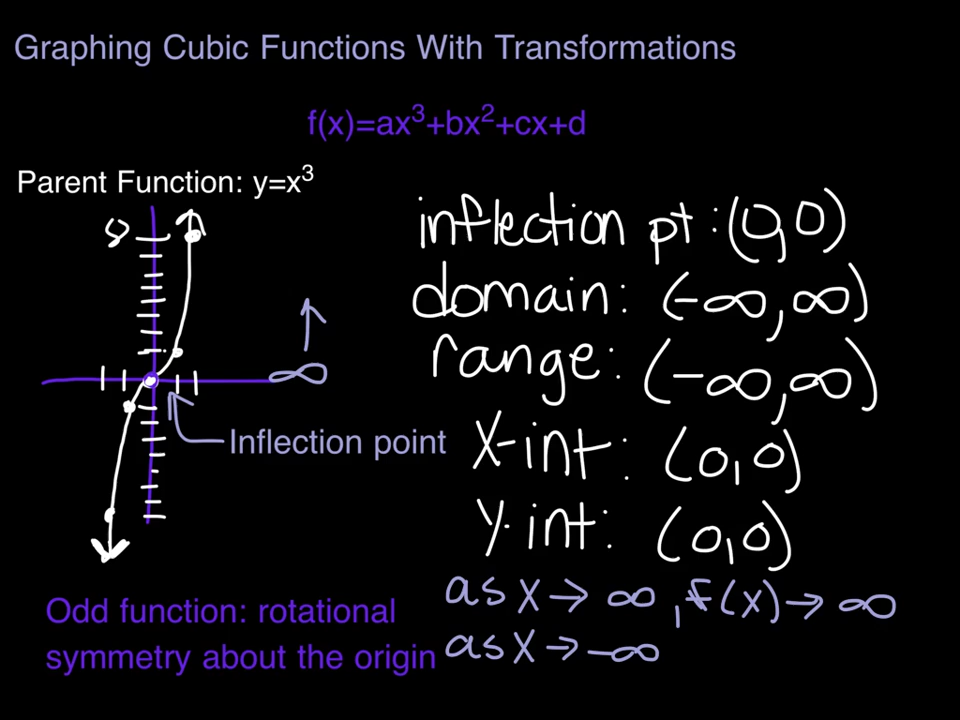 Graphing Cubic Functions With Transformations
f(x)=ax³+bx²+cx+d
Parent Function: y=x³
8
∞
Inflection point
inflection pt:(0,0)
domain: (-∞,∞)
range: (-∞,∞)
X-int: (0,0)
y-int: (0,0)
as x→∞, f(x)→∞
as x→-∞
Odd function: rotational
symmetry about the origin